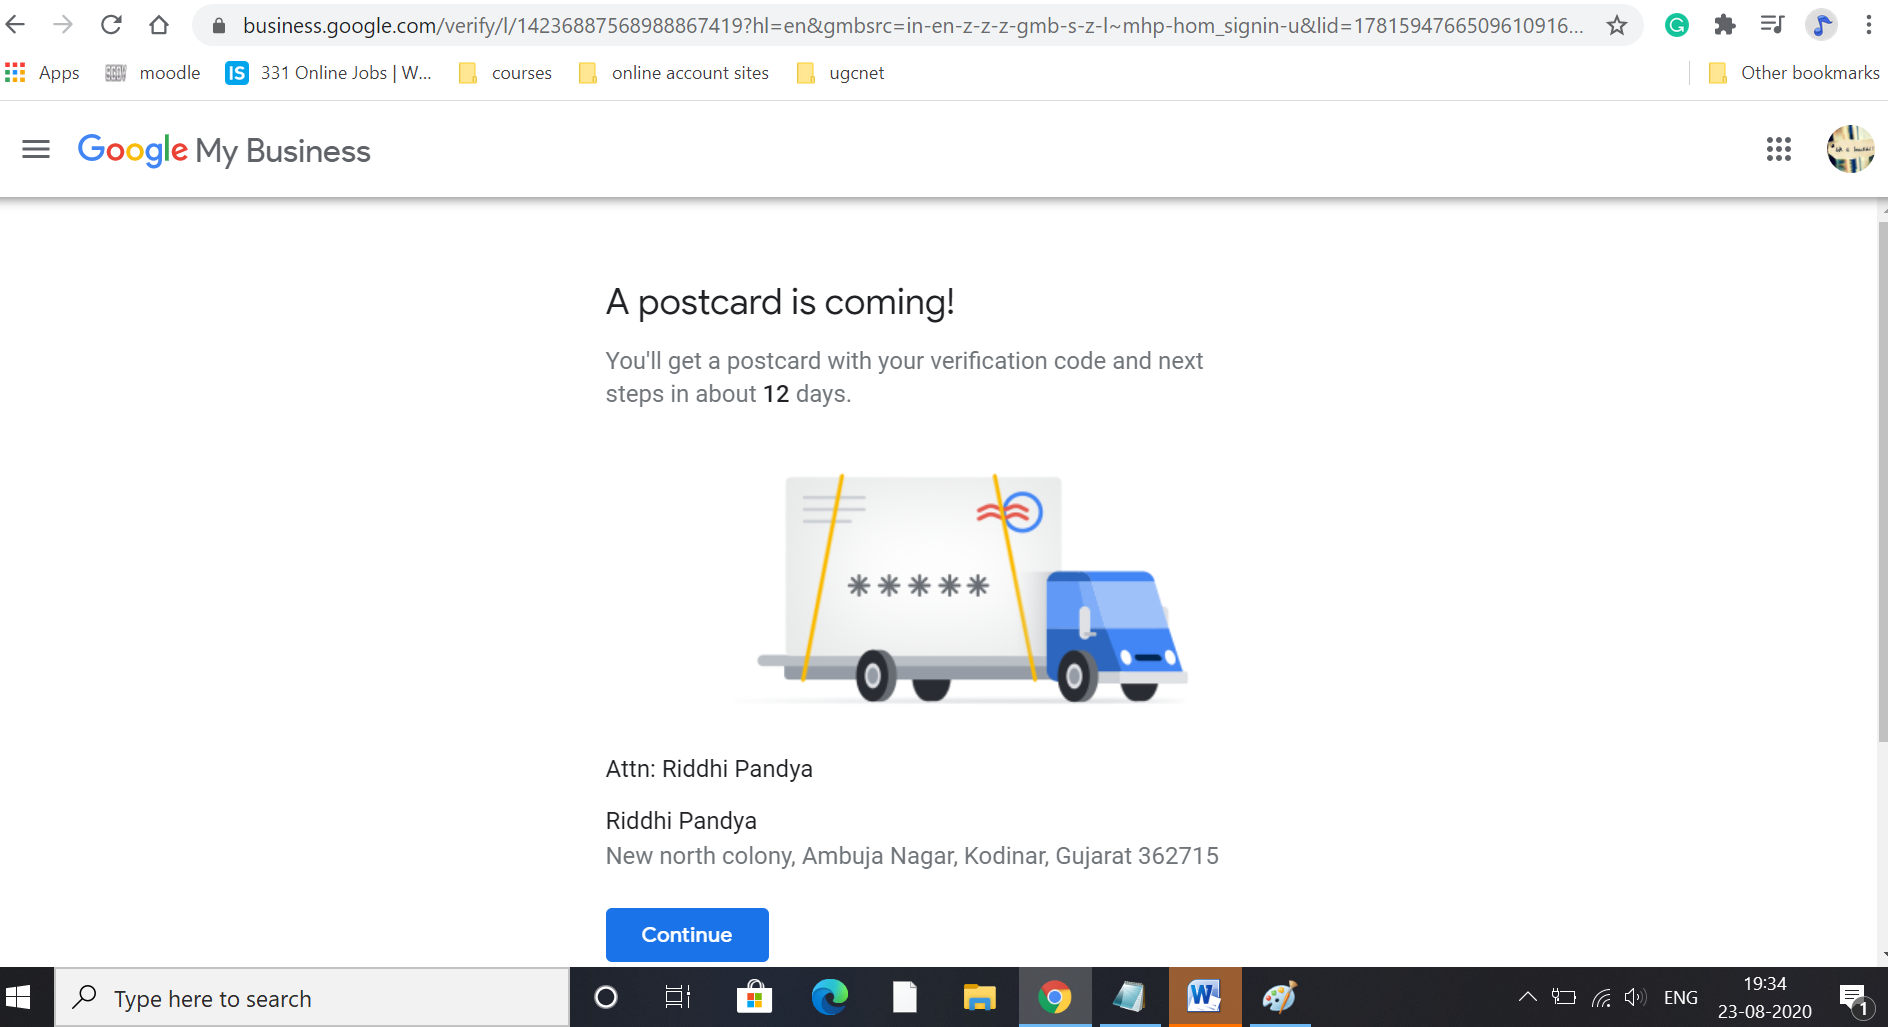 business.google.com/verify/l/14236887568988867419?hl=en&gmbsrc=in-en-z-z-z-gmb-s-z-l~mhp-hom_signin-u&lid=1781594766509610916...
Apps moodle IS 331 Online Jobs | W... courses online account sites ugcnet Other bookmarks
Google My Business
A postcard is coming!
You'll get a postcard with your verification code and next
steps in about 12 days.
*****
Attn: Riddhi Pandya
Riddhi Pandya
New north colony, Ambuja Nagar, Kodinar, Gujarat 362715
Continue
Type here to search
ENG
19:34
23-08-2020
1